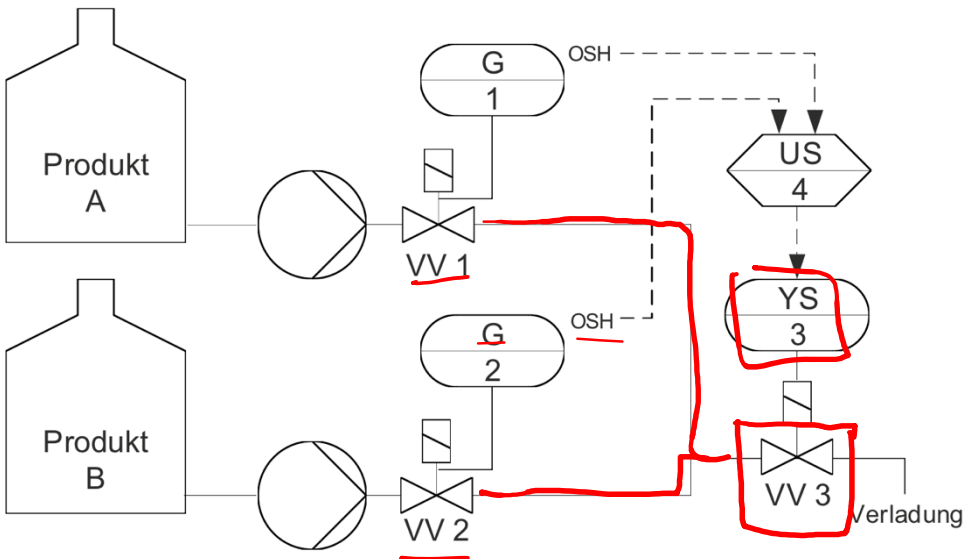 Produkt
A
G
1
OSH
VV 1
US
4
YS
3
Produkt
B
G
2
OSH
VV 2
VV 3
Verladung